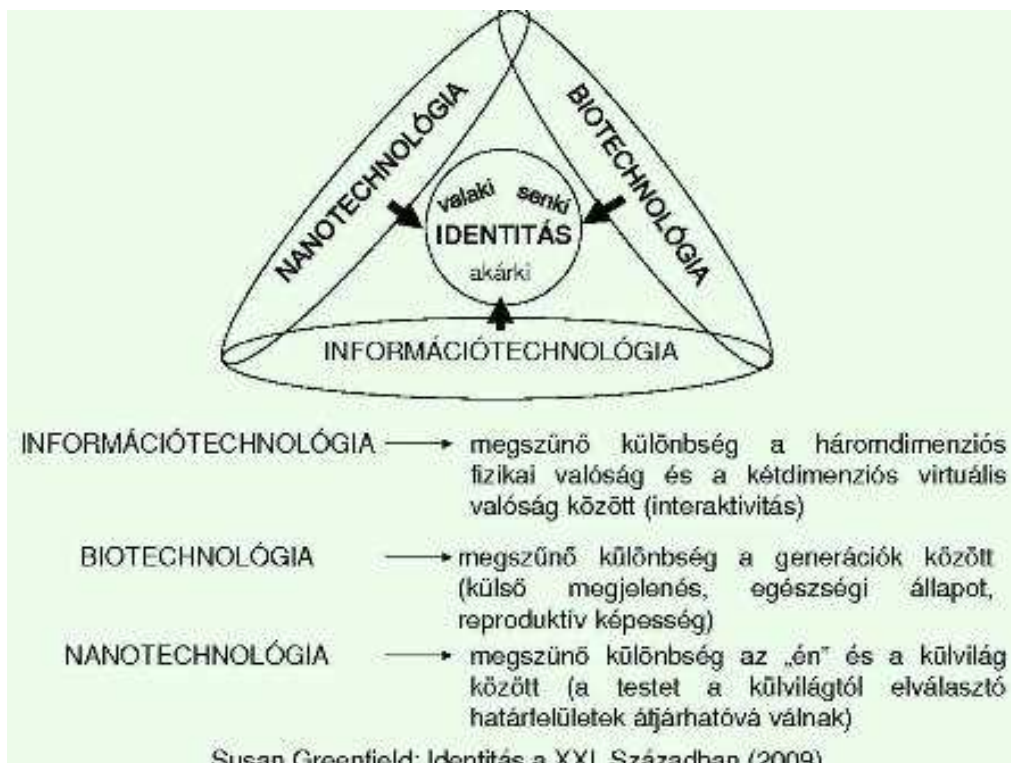 NANOTECHNOLÓGIA
BIOTECHNOLÓGIA
valaki senki
IDENTITÁS
akárki
INFORMÁCIÓTECHNOLÓGIA
INFORMÁCIÓTECHNOLÓGIA megszünő különbség a háromdimenziós
fizikai valóság és a kétdimenziós virtuális
valóság között (interaktivitás)
BIOTECHNOLÓGIA megszűnő különbség a generációk között
(külső megjelenés, egészségi állapot,
reproduktív képesség)
NANOTECHNOLÓGIA megszünő különbség az „én” és a külvilág
között (a testet a külvilágtól elválasztó
határfelületek átjárhatóvá válnak)
Susan Greenfield: Identitás a XXI. Században (2009)